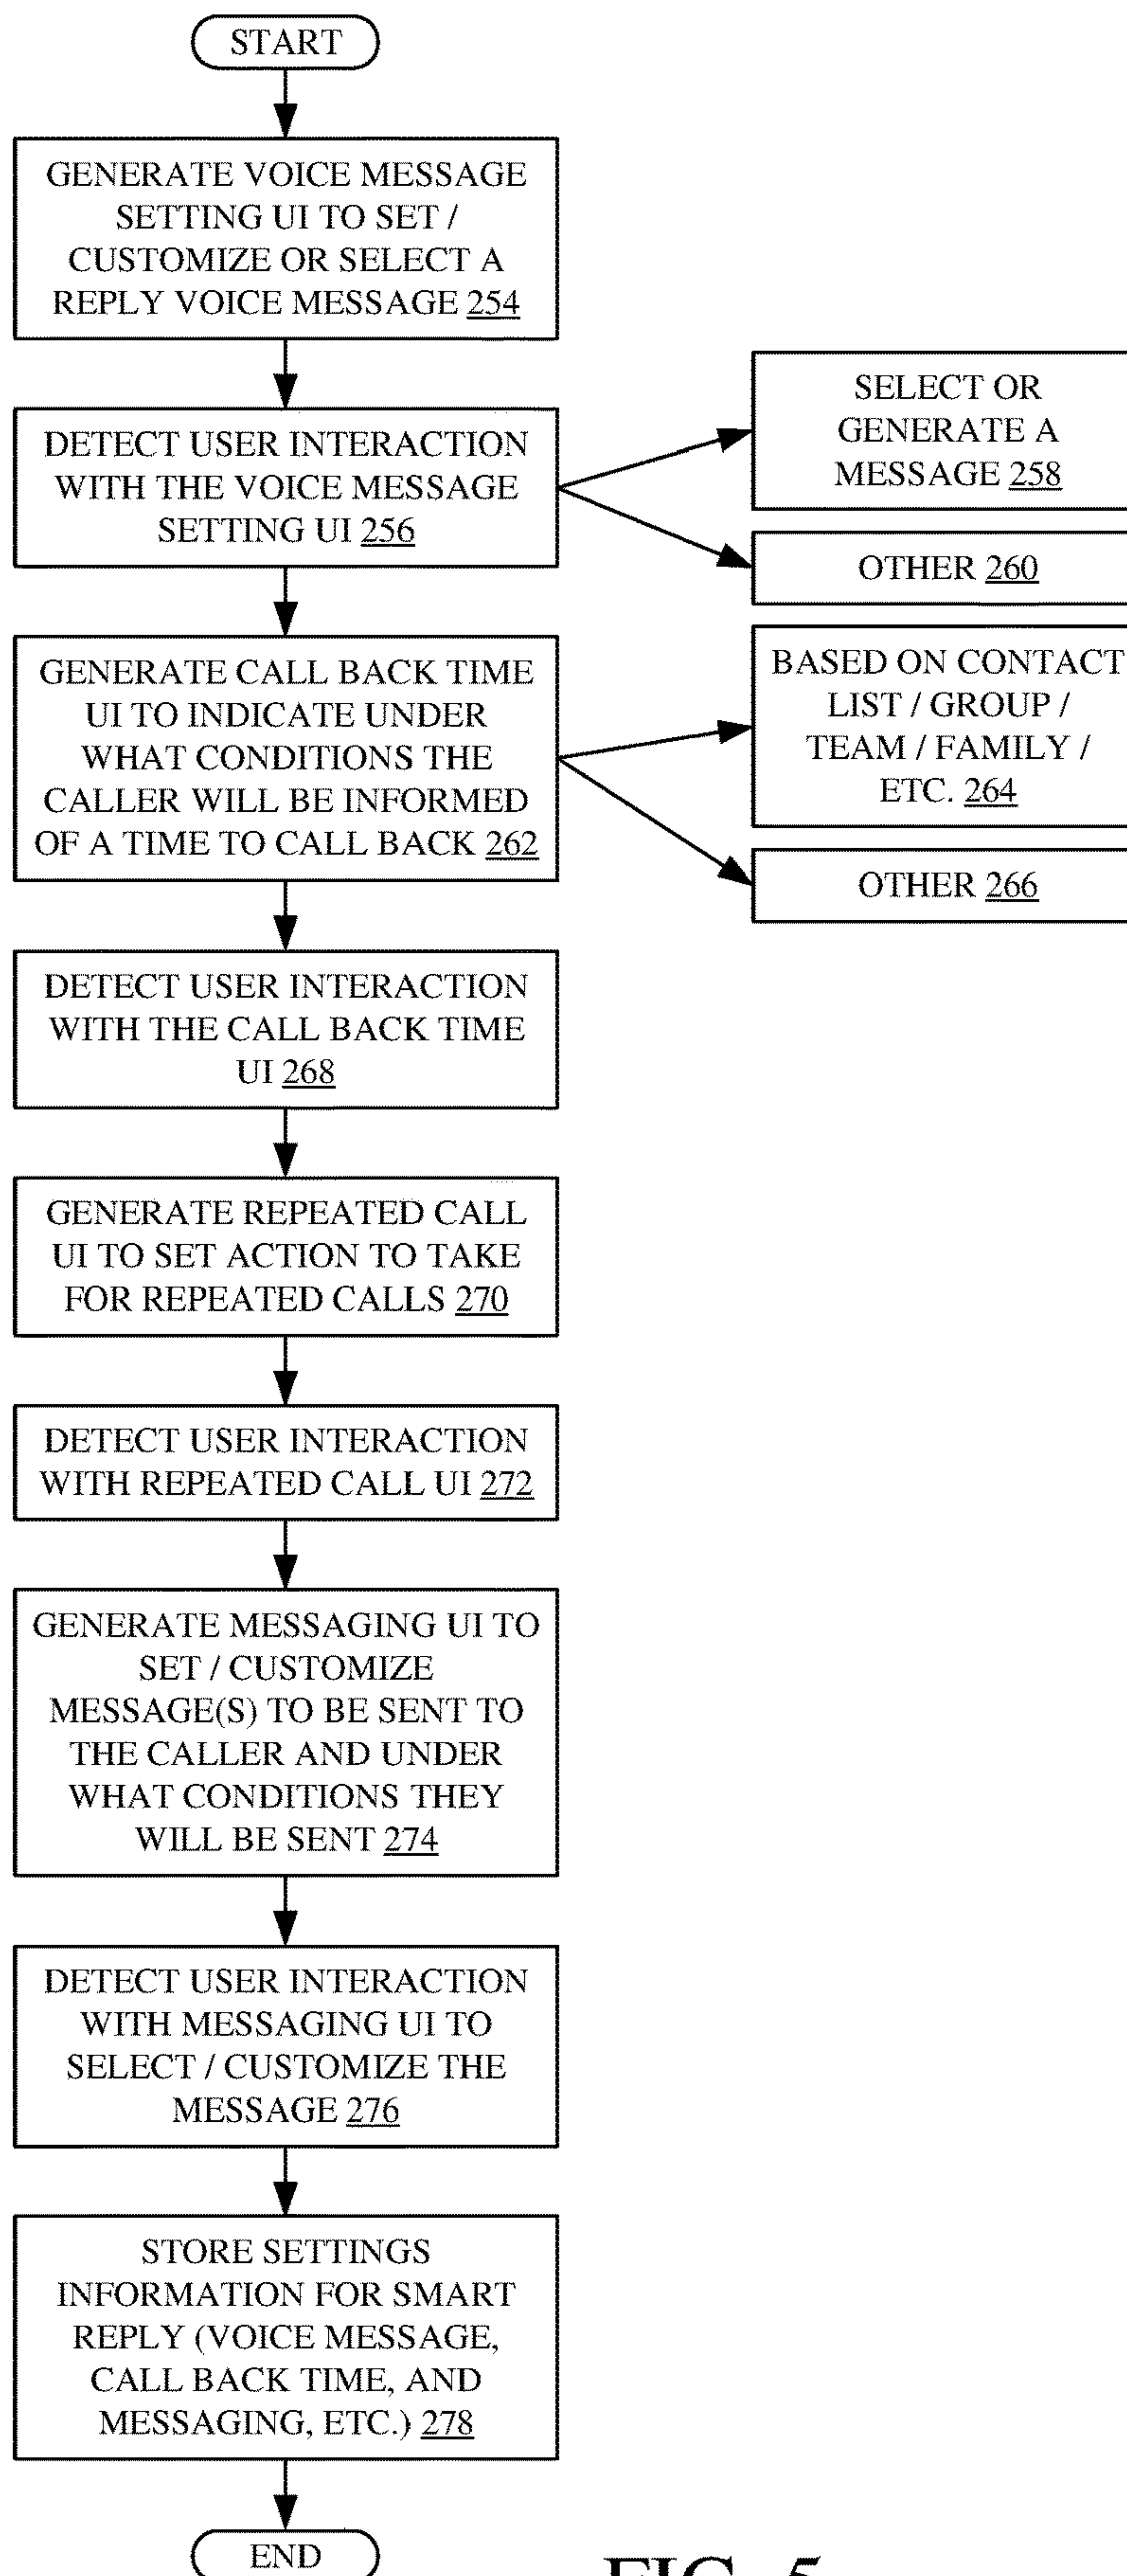 START
GENERATE VOICE MESSAGE
SETTING UI TO SET /
CUSTOMIZE OR SELECT A
REPLY VOICE MESSAGE 254
DETECT USER INTERACTION
WITH THE VOICE MESSAGE
SETTING UI 256
SELECT OR
GENERATE A
MESSAGE 258
OTHER 260
GENERATE CALL BACK TIME
UI TO INDICATE UNDER
WHAT CONDITIONS THE
CALLER WILL BE INFORMED
OF A TIME TO CALL BACK 262
BASED ON CONTACT
LIST / GROUP /
TEAM / FAMILY /
ETC. 264
OTHER 266
DETECT USER INTERACTION
WITH THE CALL BACK TIME
UI 268
GENERATE REPEATED CALL
UI TO SET ACTION TO TAKE
FOR REPEATED CALLS 270
DETECT USER INTERACTION
WITH REPEATED CALL UI 272
GENERATE MESSAGING UI TO
SET / CUSTOMIZE
MESSAGE(S) TO BE SENT TO
THE CALLER AND UNDER
WHAT CONDITIONS THEY
WILL BE SENT 274
DETECT USER INTERACTION
WITH MESSAGING UI TO
SELECT / CUSTOMIZE THE
MESSAGE 276
STORE SETTINGS
INFORMATION FOR SMART
REPLY (VOICE MESSAGE,
CALL BACK TIME, AND
MESSAGING, ETC.) 278
END
FIG. 5